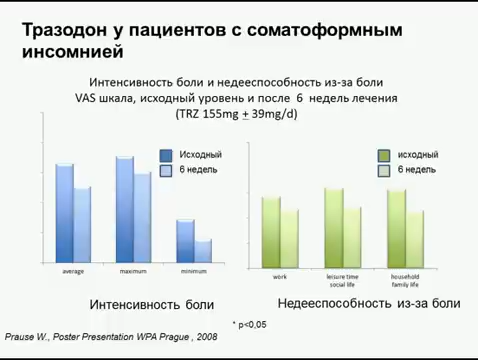 Тразодон у пациентов с соматоформным
инсомнией
Интенсивность боли и недееспособность из-за боли
VAS шкала, исходный уровень и после 6 недель лечения
(TRZ 155mg + 39mg/d)
Исходный
6 недель
исходный
6 недель
average
maximum
minimum
work
leisure time
social life
household
family life
Интенсивность боли
Недееспособность из-за боли
* p<0,05
Prause W., Poster Presentation WPA Prague , 2008